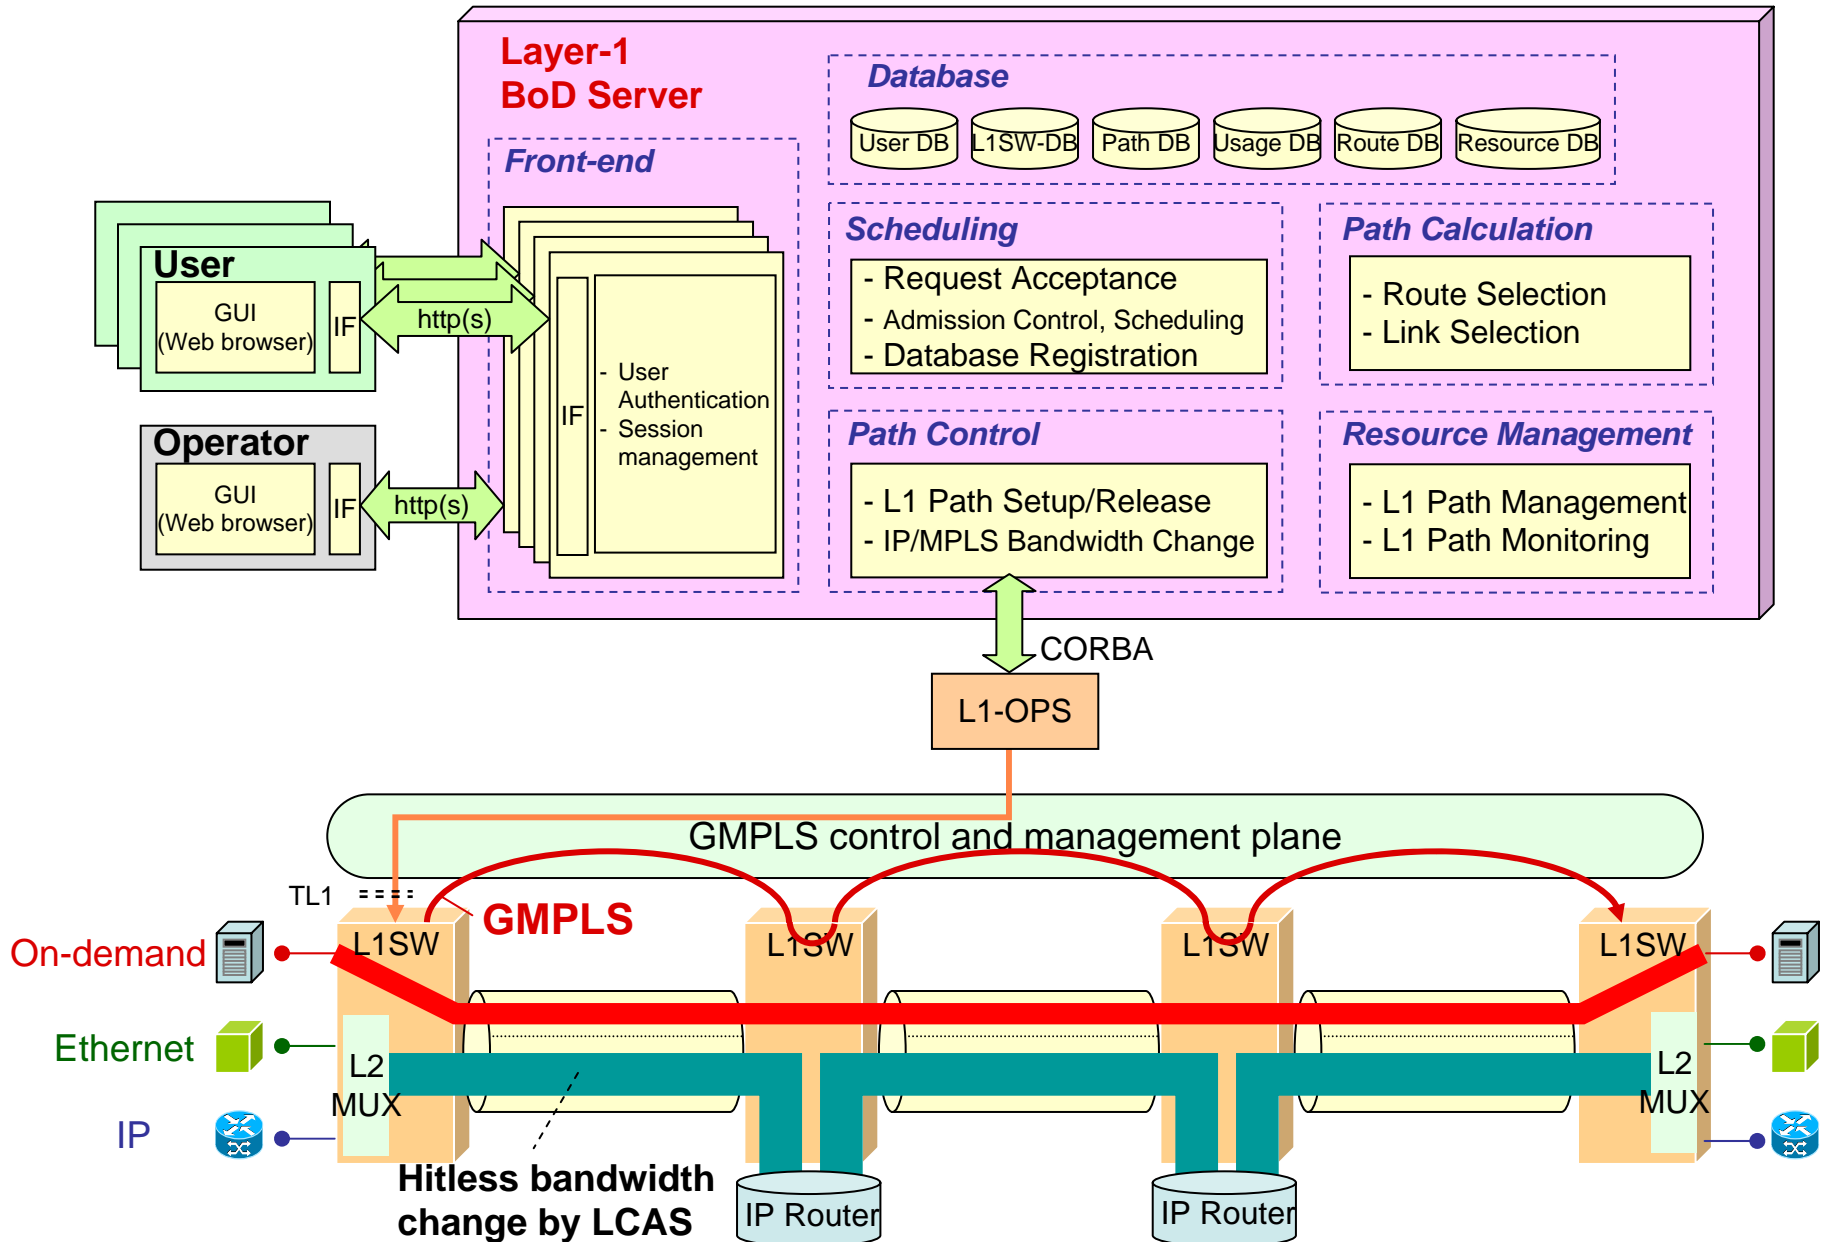 Layer-1
BoD Server
Database
User DB
L1SW-DB
Path DB
Usage DB
Route DB
Resource DB
Front-end
IF
- User
Authentication
- Session
management
User
GUI
(Web browser)
IF
http(s)
Operator
GUI
(Web browser)
IF
http(s)
Scheduling
- Request Acceptance
- Admission Control, Scheduling
- Database Registration
Path Calculation
- Route Selection
- Link Selection
Path Control
- L1 Path Setup/Release
- IP/MPLS Bandwidth Change
Resource Management
- L1 Path Management
- L1 Path Monitoring
CORBA
L1-OPS
GMPLS control and management plane
TL1
GMPLS
On-demand
L1SW
L1SW
L1SW
L1SW
Ethernet
L2
MUX
L2
MUX
IP
Hitless bandwidth
change by LCAS
IP Router
IP Router